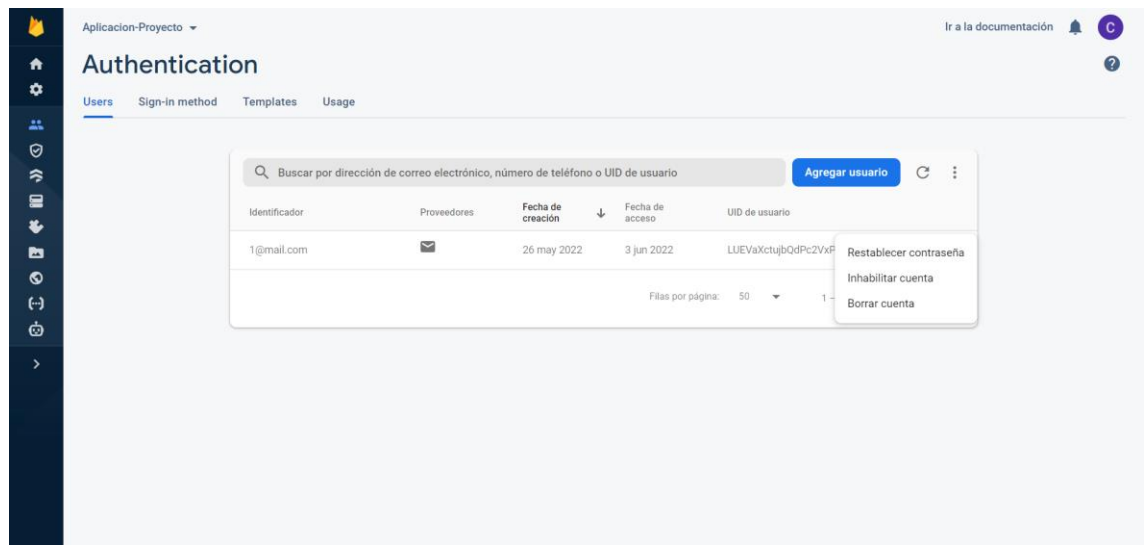 Aplicacion-Proyecto
Ir a la documentación
C
Authentication
Users Sign-in method Templates Usage
Buscar por dirección de correo electrónico, número de teléfono o UID de usuario
Agregar usuario
Identificador Proveedores Fecha de creación Fecha de acceso UID de usuario
1@mail.com 26 may 2022 3 jun 2022 LUEVaXctujbQdPc2VxP
Restablecer contraseña
Inhabilitar cuenta
Borrar cuenta
Filas por página: 50 1 –